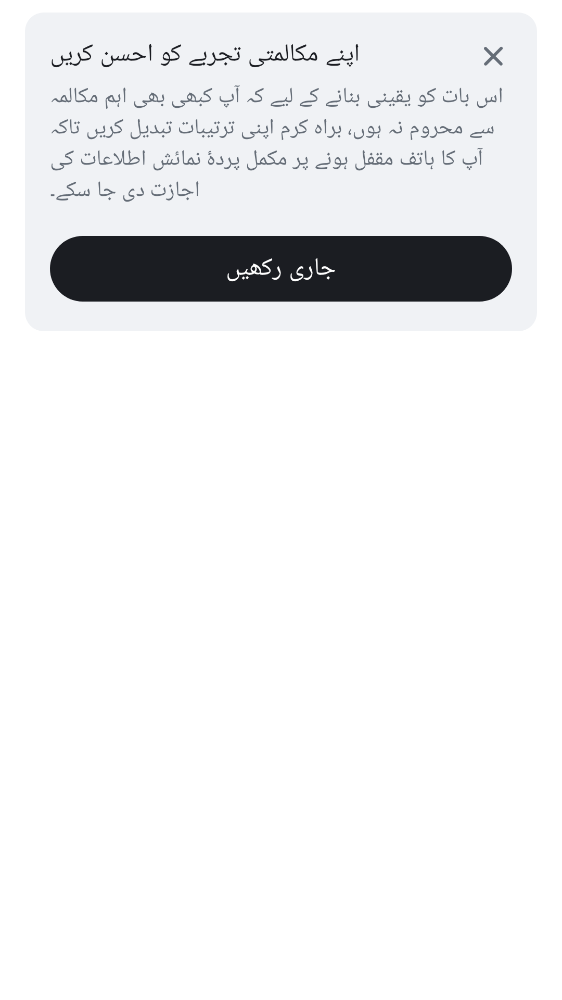 اپنے مکالمتی تجربے کو احسن کریں
اس بات کو یقینی بنانے کے لیے کہ آپ کبھی بھی اہم مکالمہ
سے محروم نہ ہوں، براہ کرم اپنی ترتیبات تبدیل کریں تاکہ
آپ کا ہاتف مقفل ہونے پر مکمل پردۂ نمائش اطلاعات کی
اجازت دی جا سکے۔
جاری رکھیں